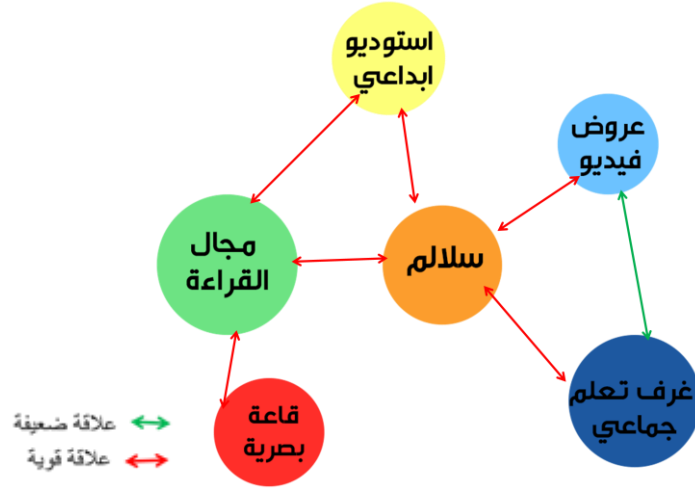 استوديو
ابداعي
عروض
فيديو
مجال
القراءة
سلالم
غرف تعلم
جماعي
قاعة
بصرية
علاقة ضعيفة
علاقة قوية